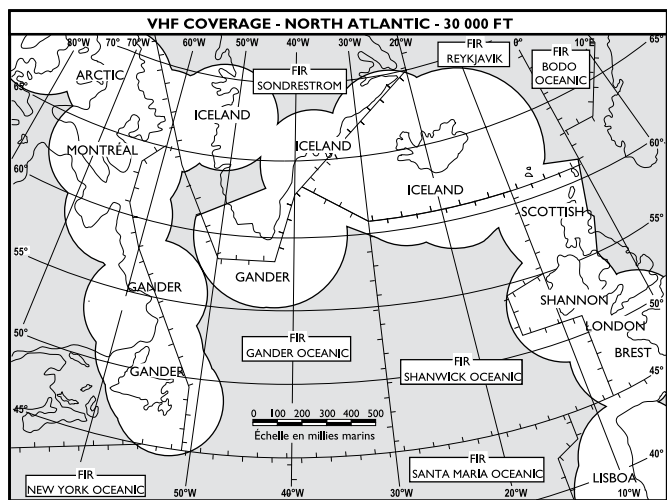 VHF COVERAGE - NORTH ATLANTIC - 30 000 FT
80°W 70°W 70°W 60°W 50°W 40°W 30°W 20°W
FIR
REYKJAVIK
0°
10°E
FIR
BODO
OCEANIC
FIR
SONDRESTROM
ARCTIC
65°
65°
ICELAND
ICELAND
MONTRÉAL
ICELAND
60°
60°
SCOTTISH
55°
55°
GANDER
GANDER
SHANNON
LONDON
BREST
50°
50°
FIR
GANDER OCEANIC
FIR
SHANWICK OCEANIC
GANDER
45°
45°
0 100 200 300 400 500
Échelle en millies marins
FIR
NEW YORK OCEANIC
FIR
SANTA MARIA OCEANIC
40°
LISBOA
50°W 40°W 30°W 20°W 10°W